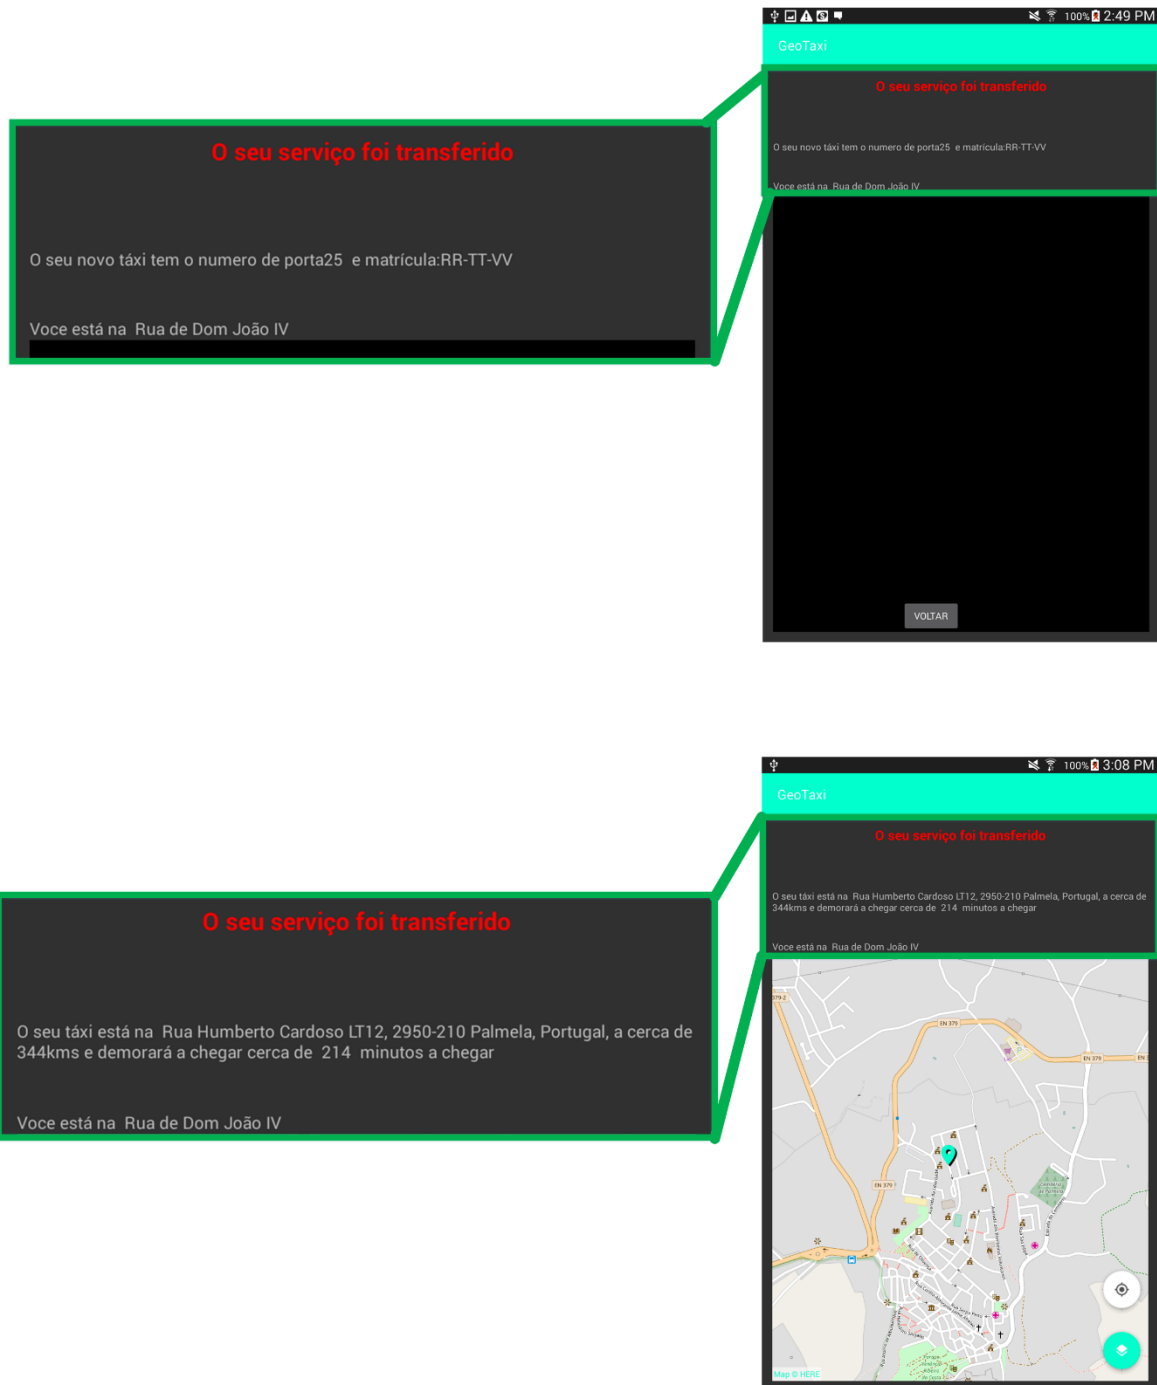 100% 2:49 PM
GeoTaxi
O seu serviço foi transferido
O seu novo táxi tem o numero de porta25  e matrícula:RR-TT-VV
Voce está na  Rua de Dom João IV
O seu serviço foi transferido
O seu novo táxi tem o numero de porta25  e matrícula:RR-TT-VV
Voce está na  Rua de Dom João IV
VOLTAR
100% 3:08 PM
GeoTaxi
O seu serviço foi transferido
O seu táxi está na  Rua Humberto Cardoso LT12, 2950-210 Palmela, Portugal, a cerca de
344kms e demorará a chegar cerca de  214  minutos a chegar
Voce está na  Rua de Dom João IV
O seu serviço foi transferido
O seu táxi está na  Rua Humberto Cardoso LT12, 2950-210 Palmela, Portugal, a cerca de
344kms e demorará a chegar cerca de  214  minutos a chegar
Voce está na  Rua de Dom João IV
379-2
EN 379
EN 379
EN
EN 379
Map © HERE